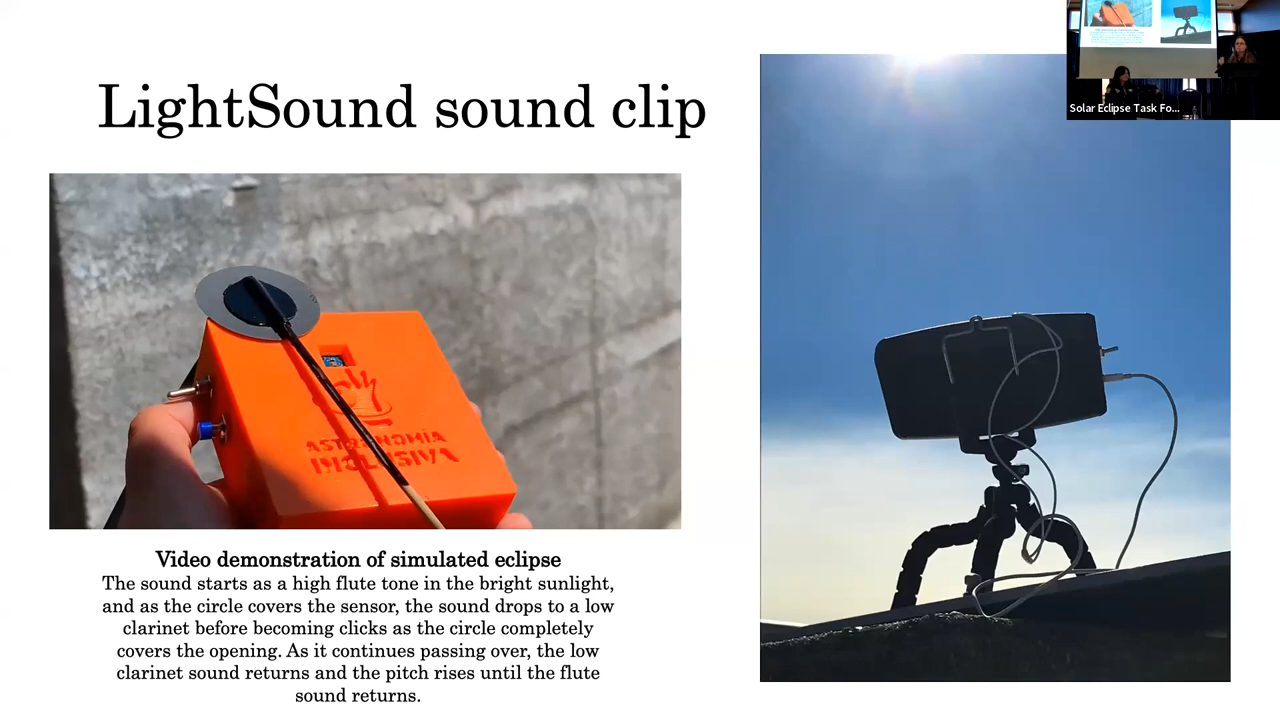 LightSound sound clip
Solar Eclipse Task Fo...
ASTRONOMÍA
INCLUSIVA
Video demonstration of simulated eclipse
The sound starts as a high flute tone in the bright sunlight,
and as the circle covers the sensor, the sound drops to a low
clarinet before becoming clicks as the circle completely
covers the opening. As it continues passing over, the low
clarinet sound returns and the pitch rises until the flute
sound returns.